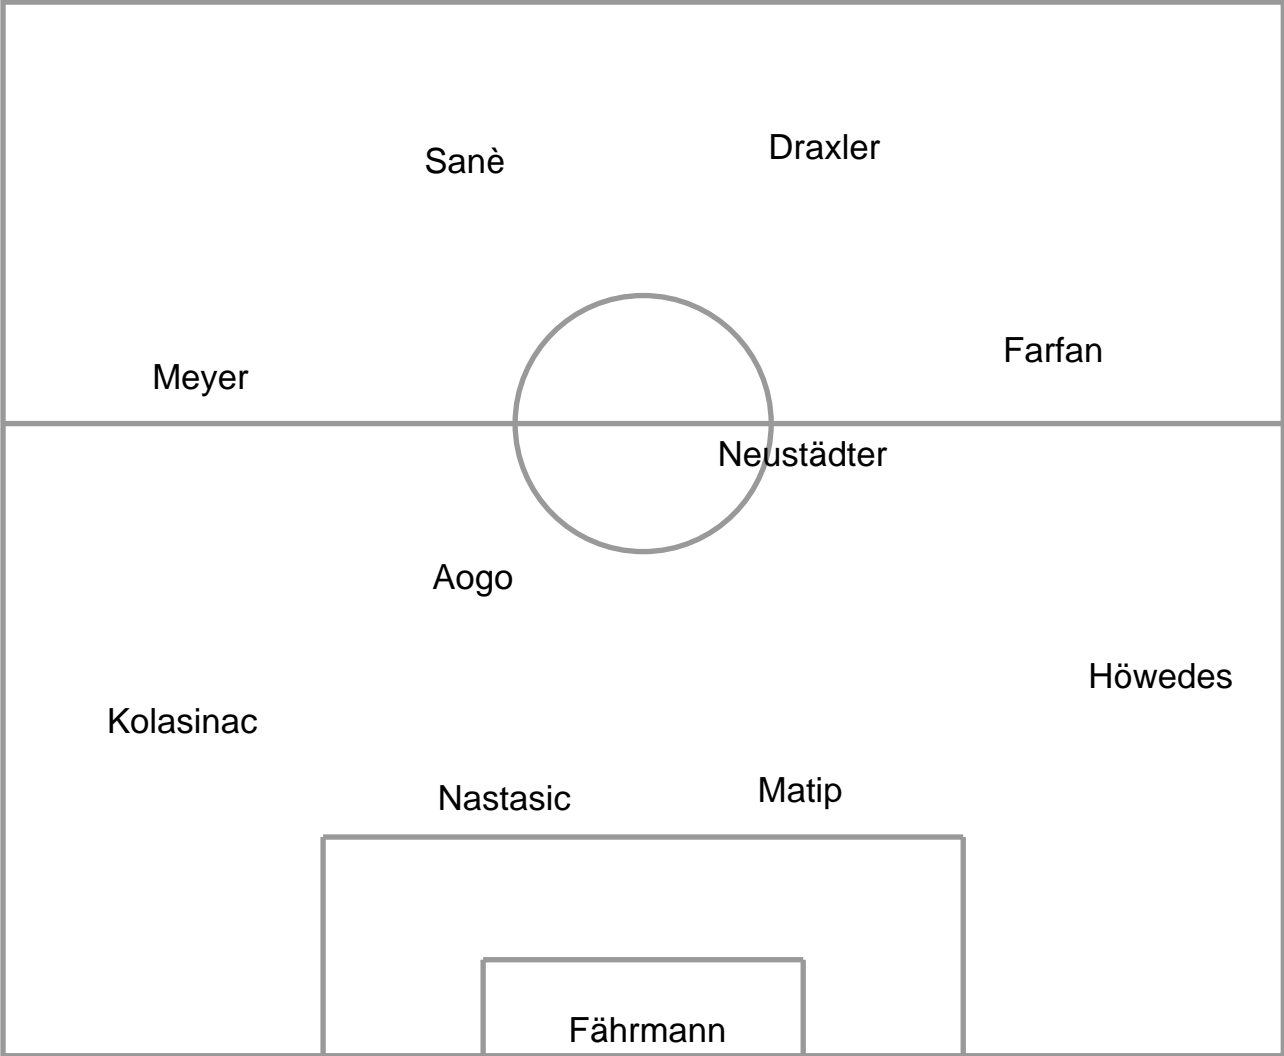 Draxler
Sanè
Farfan
Meyer
Neustädter
Aogo
Höwedes
Kolasinac
Matip
Nastasic
Fährmann